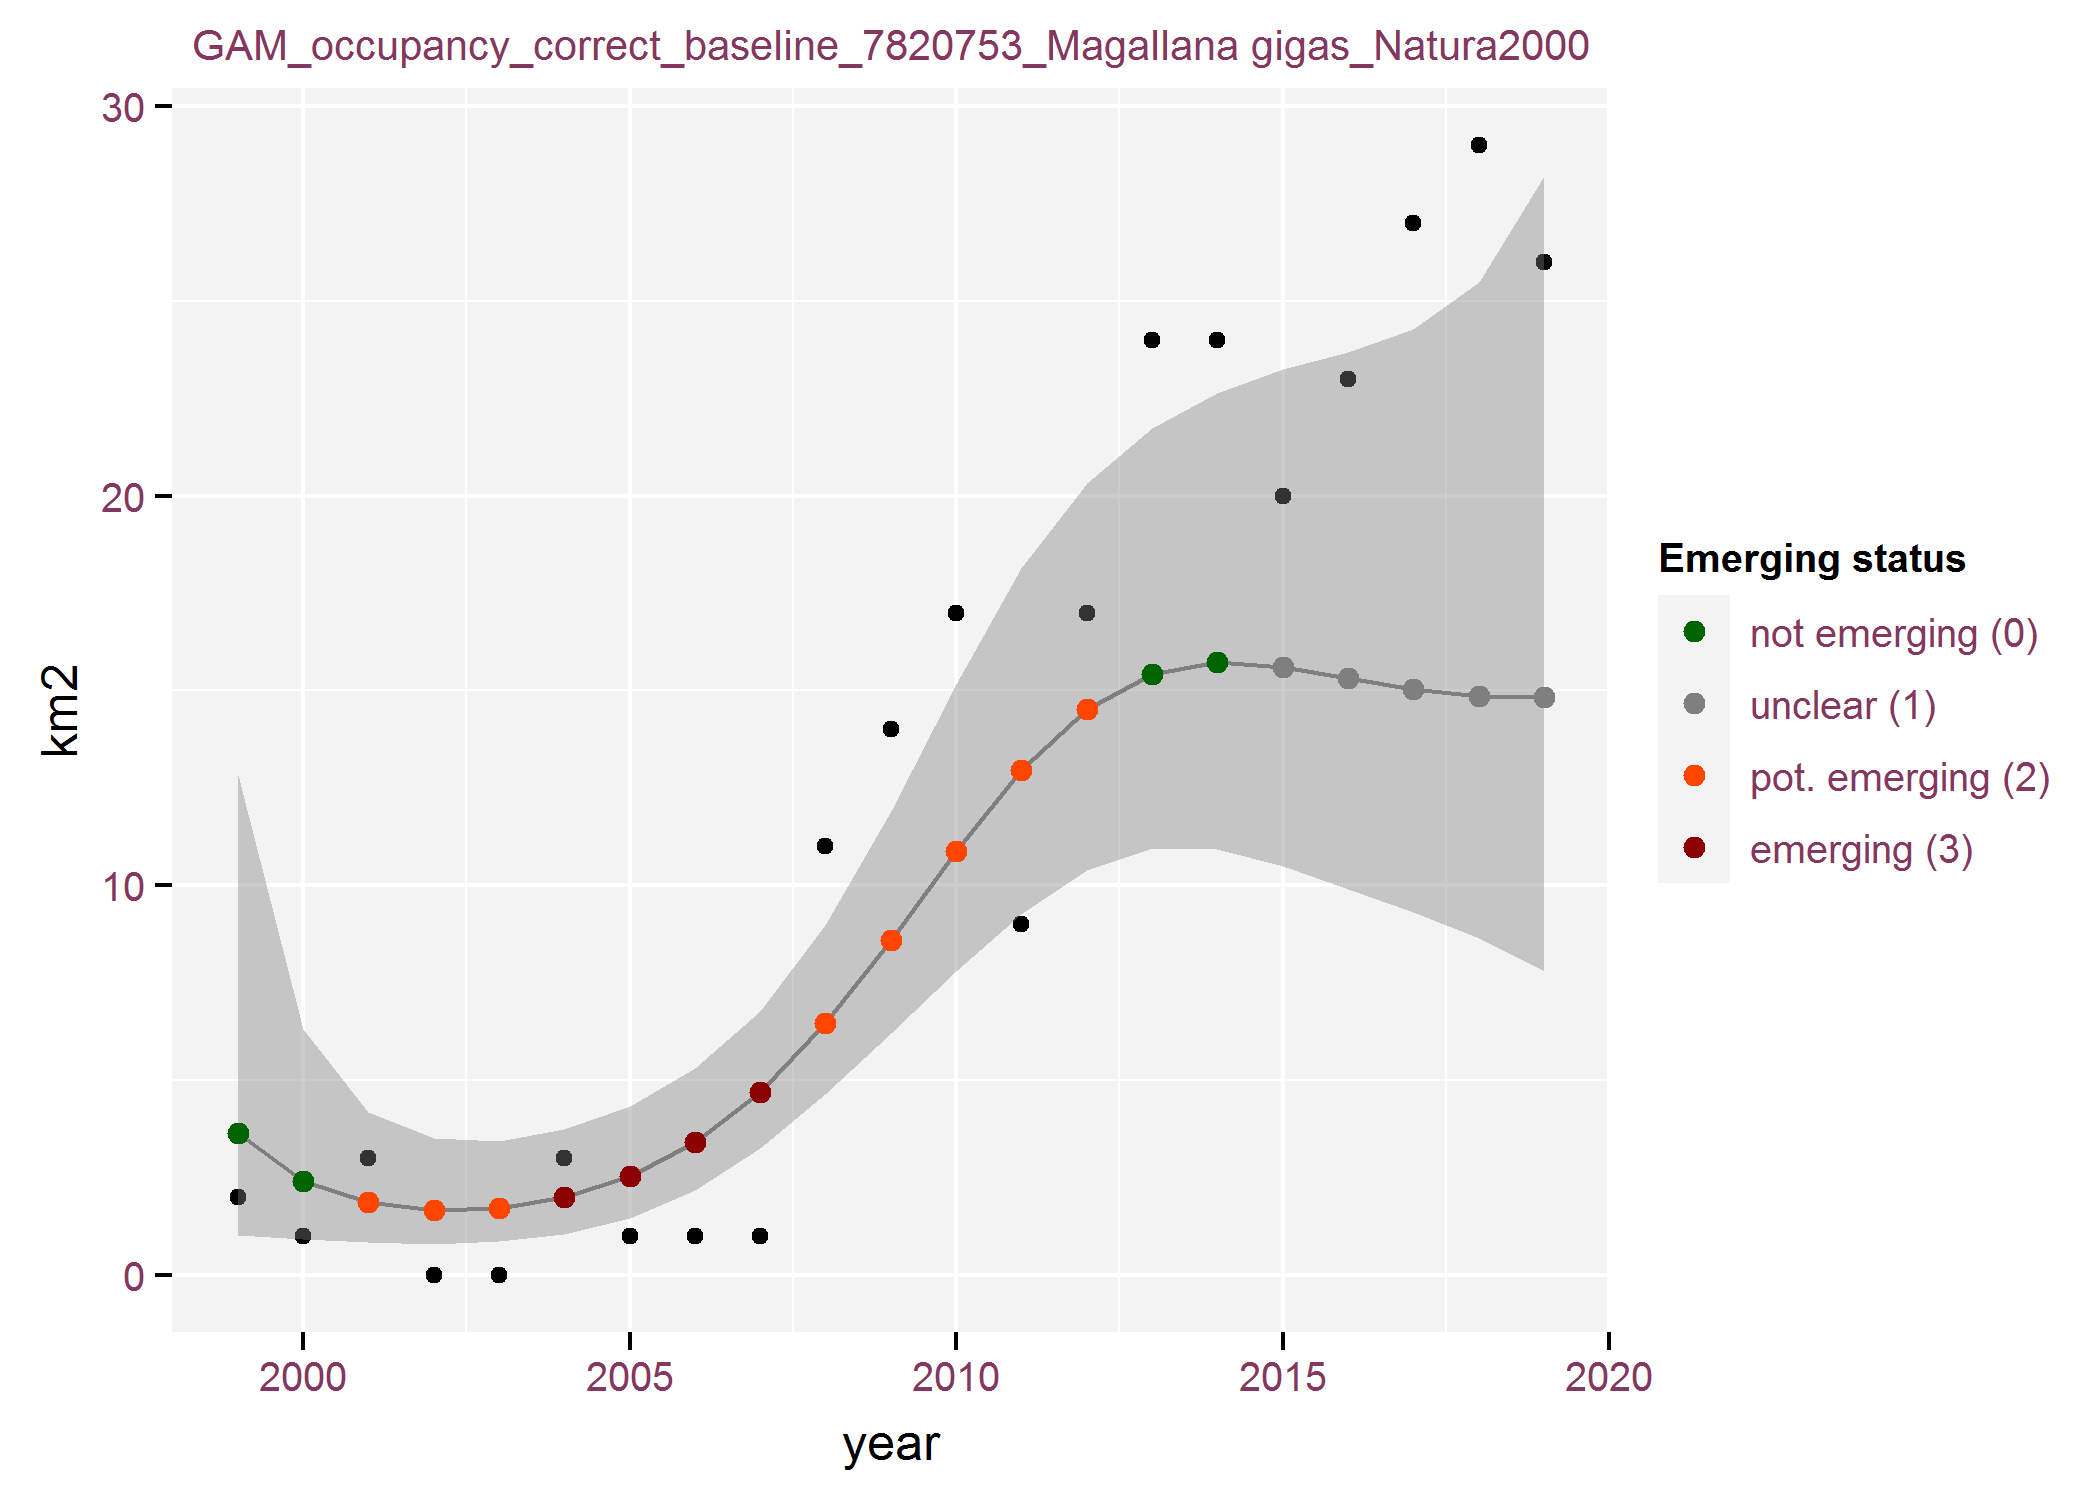 GAM_occupancy_correct_baseline_7820753_Magallana gigas_Natura2000
30
20
10
0
km2
2000 2005 2010 2015 2020
year
Emerging status
not emerging (0)
unclear (1)
pot. emerging (2)
emerging (3)